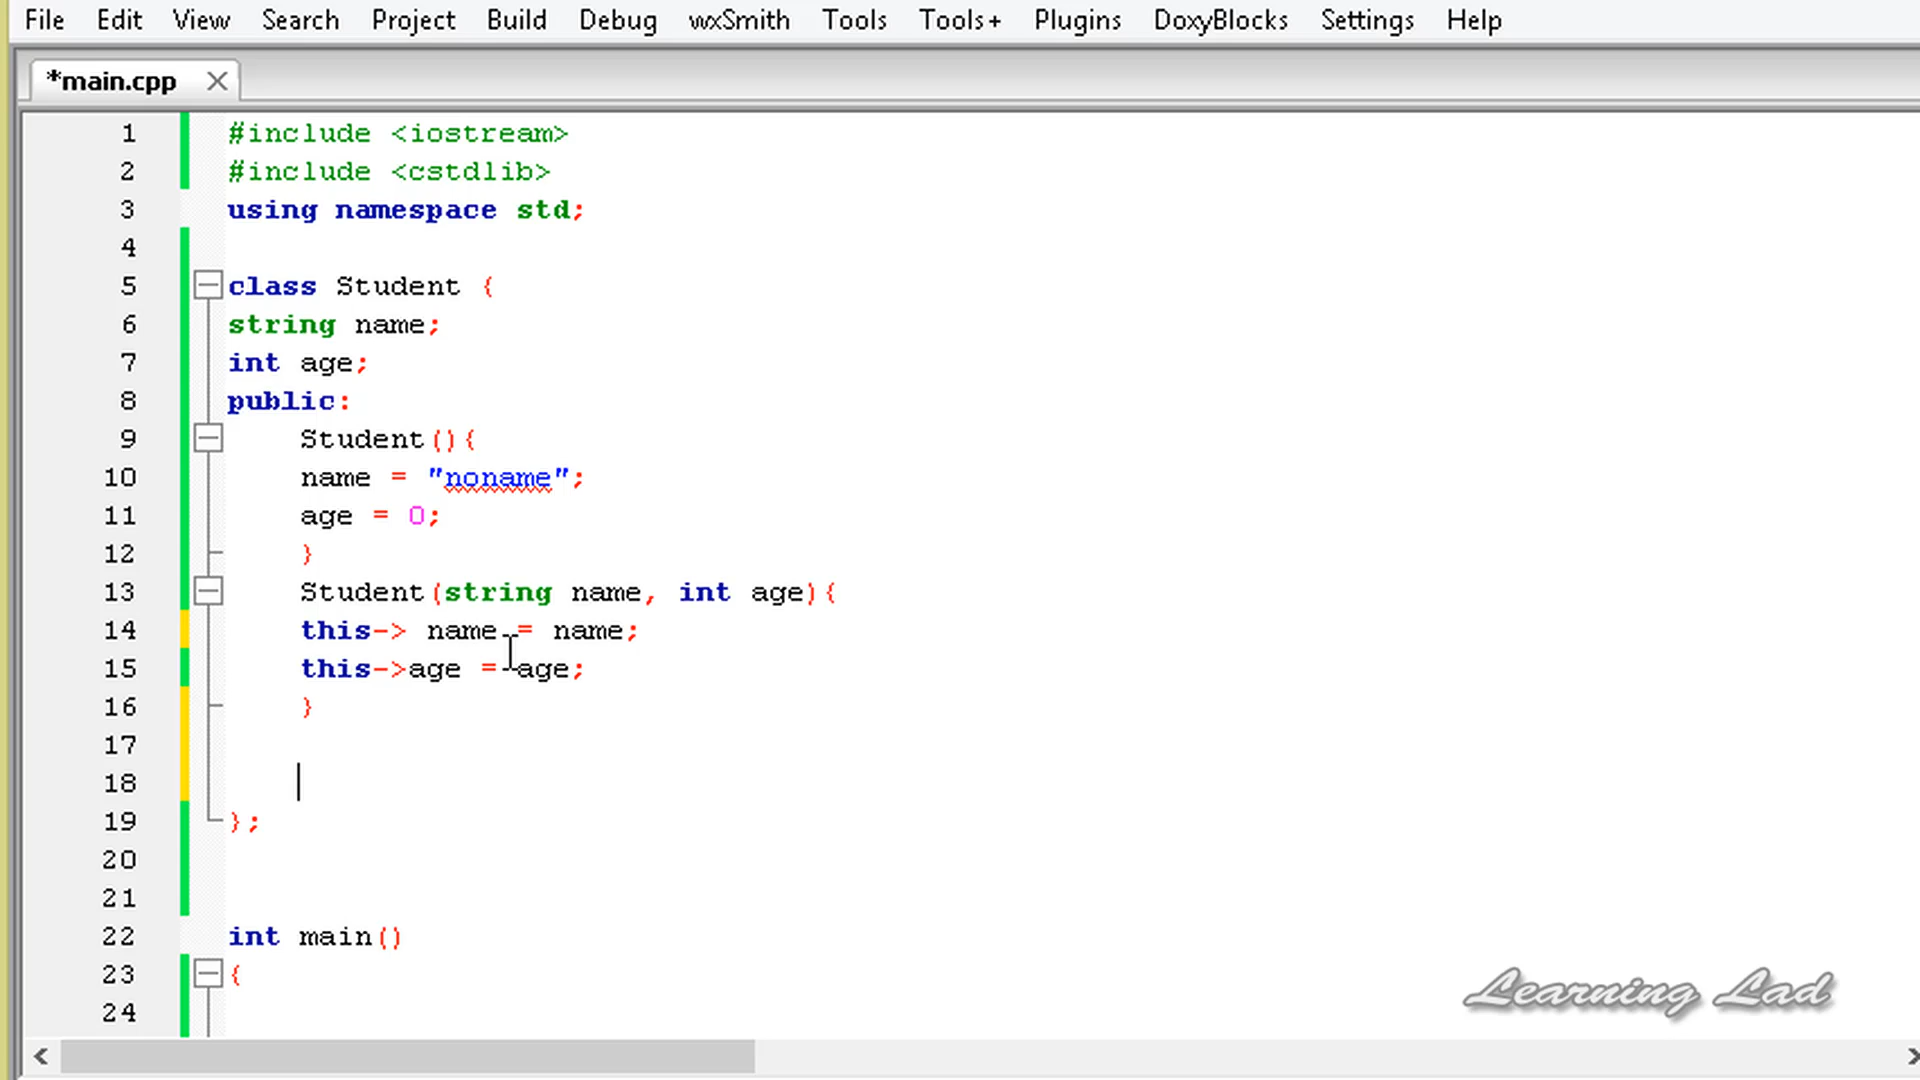 File Edit View Search Project Build Debug wxSmith Tools Tools+ Plugins DoxyBlocks Settings Help
*main.cpp
1 #include <iostream>
2 #include <cstdlib>
3 using namespace std;
4
5 class Student {
6 string name;
7 int age;
8 public:
9 Student(){
10 name = "noname";
11 age = 0;
12 }
13 Student(string name, int age){
14 this-> name = name;
15 this->age = age;
16 }
17
18
19 };
20
21
22 int main()
23 {
24
Learning Lad